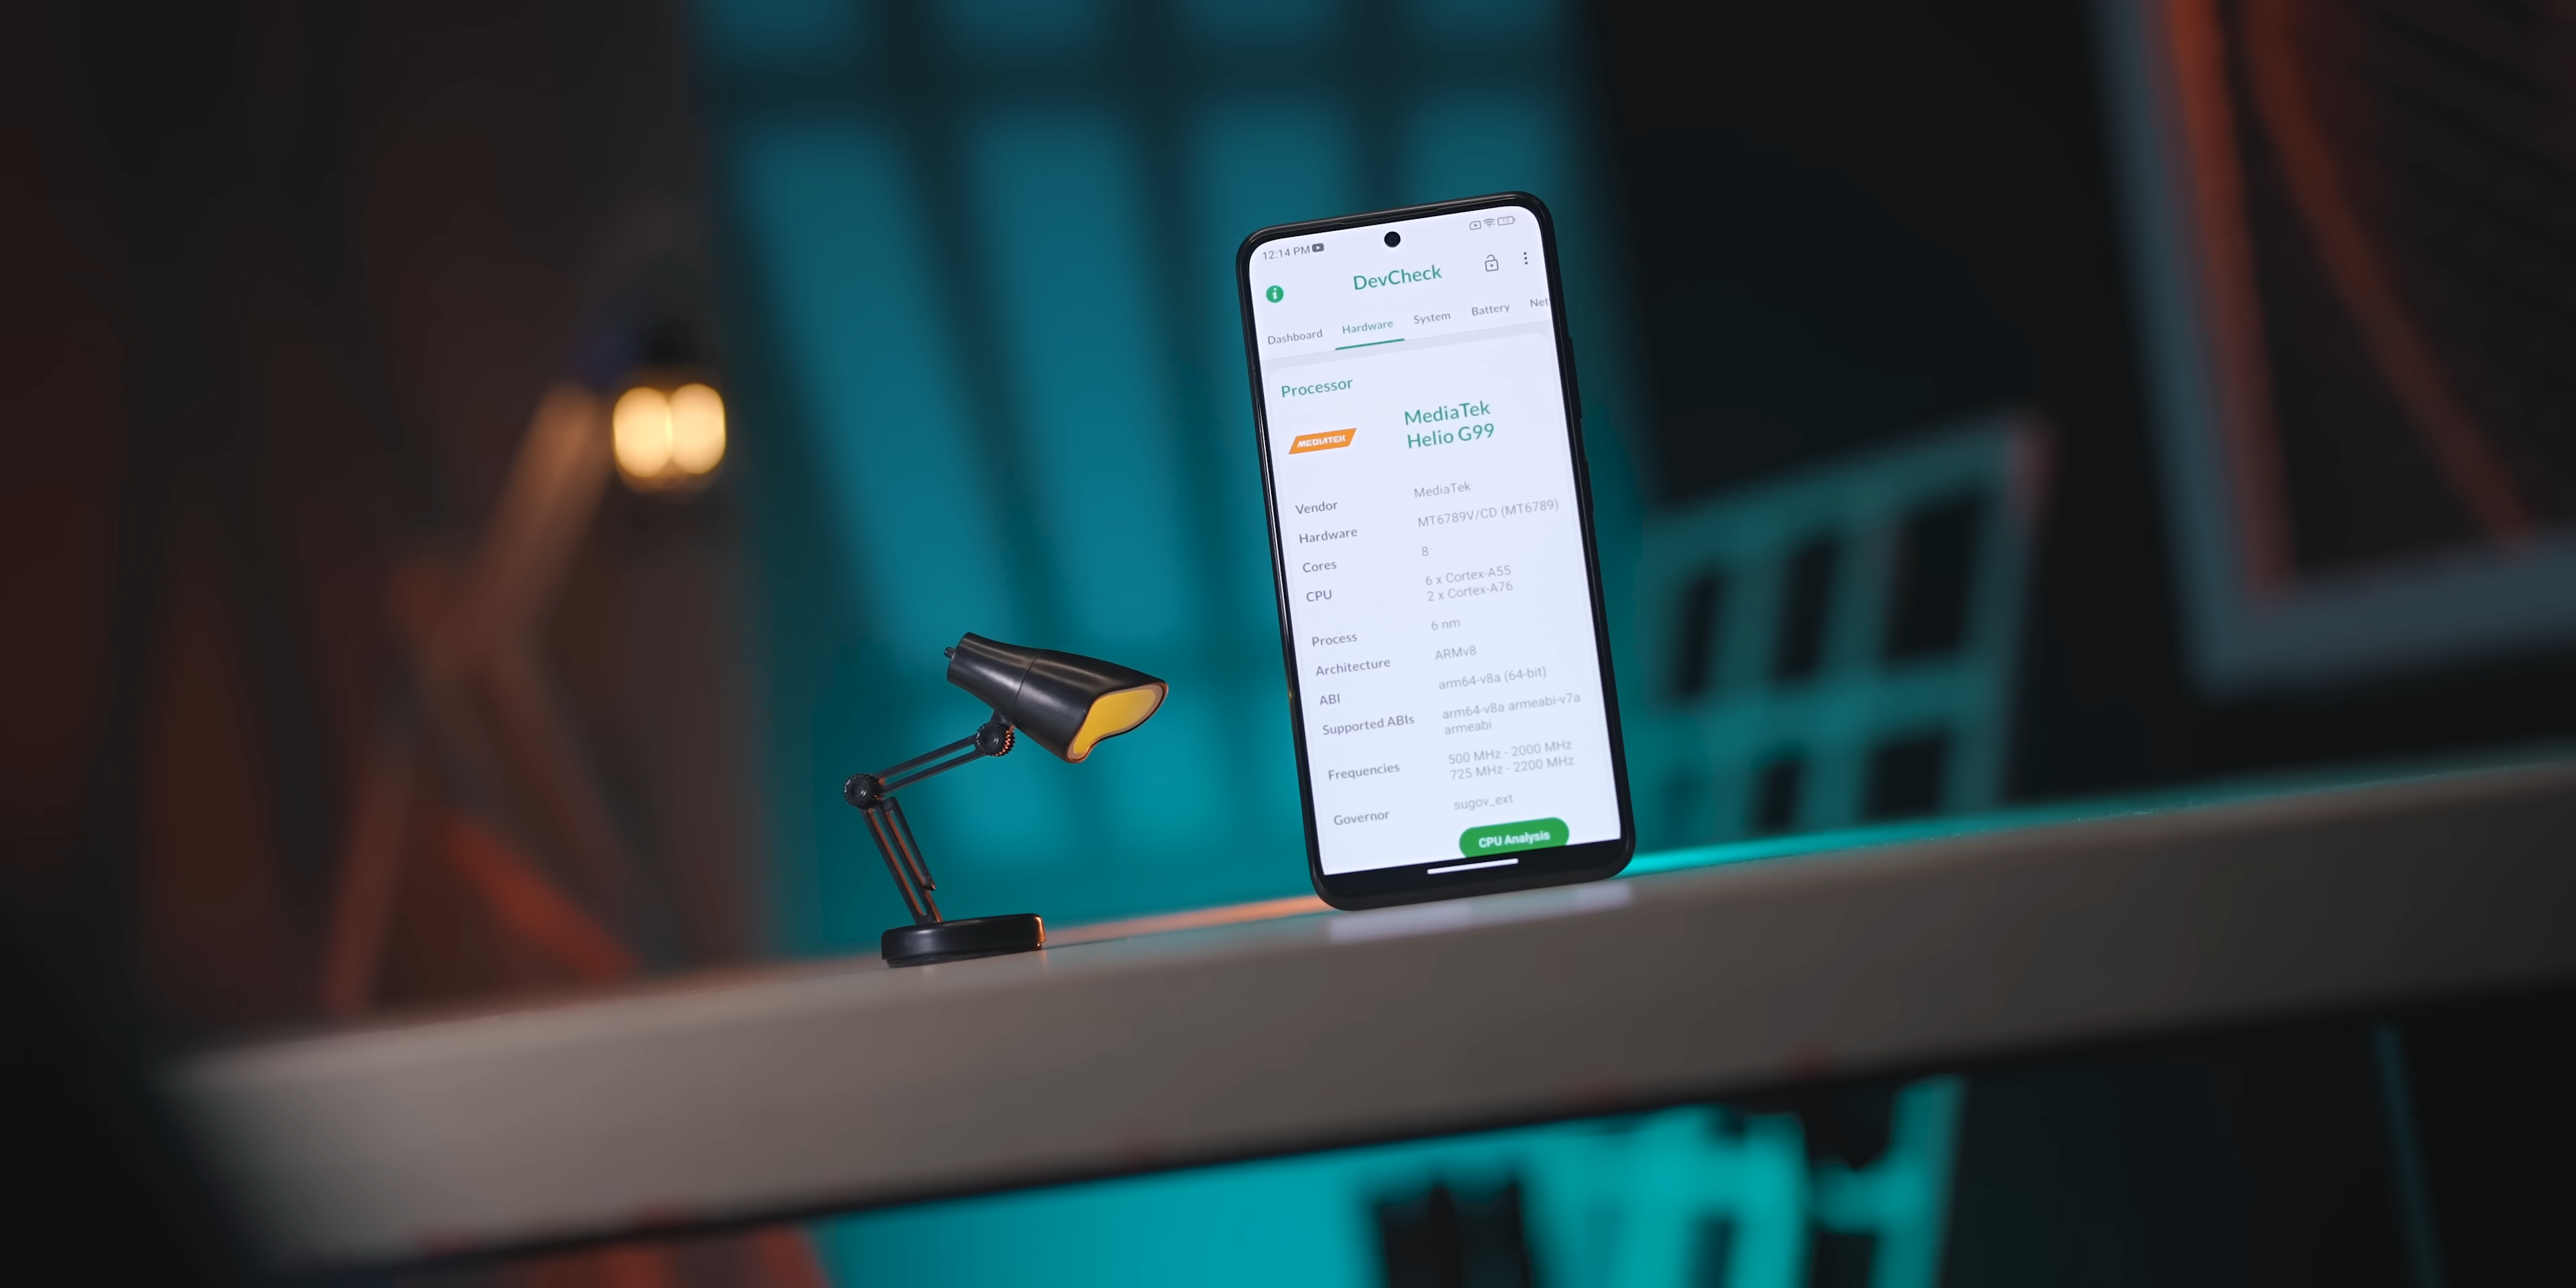 12:14 PM
DevCheck
Dashboard Hardware System Battery Net
Processor
MEDIATEK
MediaTek
Helio G99
Vendor MediaTek
Hardware MT6789V/CD (MT6789)
Cores 8
CPU 6 x Cortex-A55
2 x Cortex-A76
Process 6 nm
Architecture ARMv8
ABI arm64-v8a (64-bit)
Supported ABIs arm64-v8a armeabi-v7a
armeabi
Frequencies 500 MHz - 2000 MHz
725 MHz - 2200 MHz
Governor sugov_ext
CPU Analysis